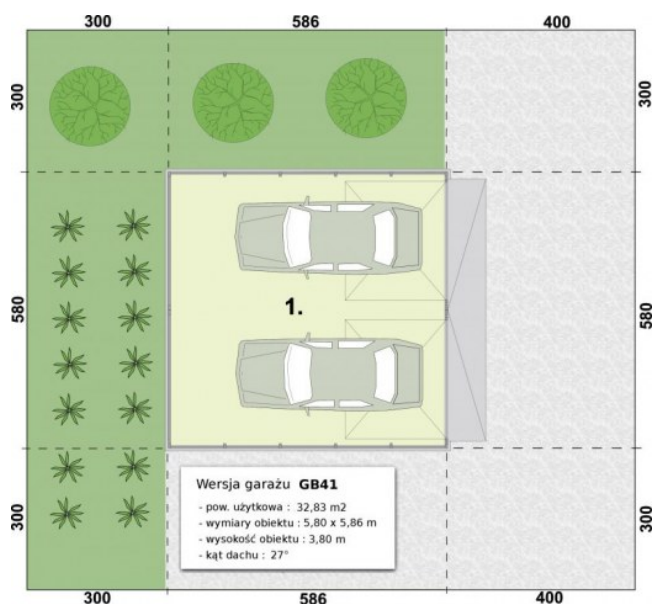 300 586 400
300 300
580 1. 580
Wersja garażu GB41
- pow. użytkowa : 32,83 m2
- wymiary obiektu : 5,80 x 5,86 m
- wysokość obiektu : 3,80 m
- kąt dachu : 27°
300 300
300 586 400